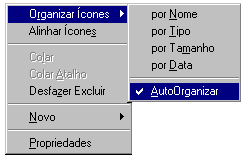 Organizar Ícones
Alinhar Ícones
Colar
Colar Atalho
Desfazer Excluir
Novo
Propriedades
por Nome
por Tipo
por Tamanho
por Data
AutoOrganizar